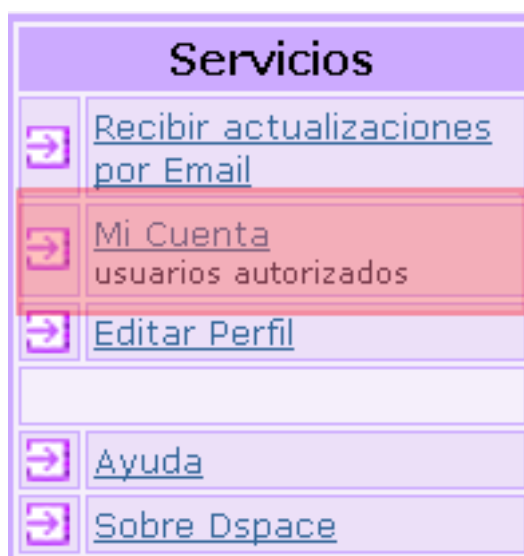 Servicios
Recibir actualizaciones
por Email
Mi Cuenta
usuarios autorizados
Editar Perfil
Ayuda
Sobre Dspace